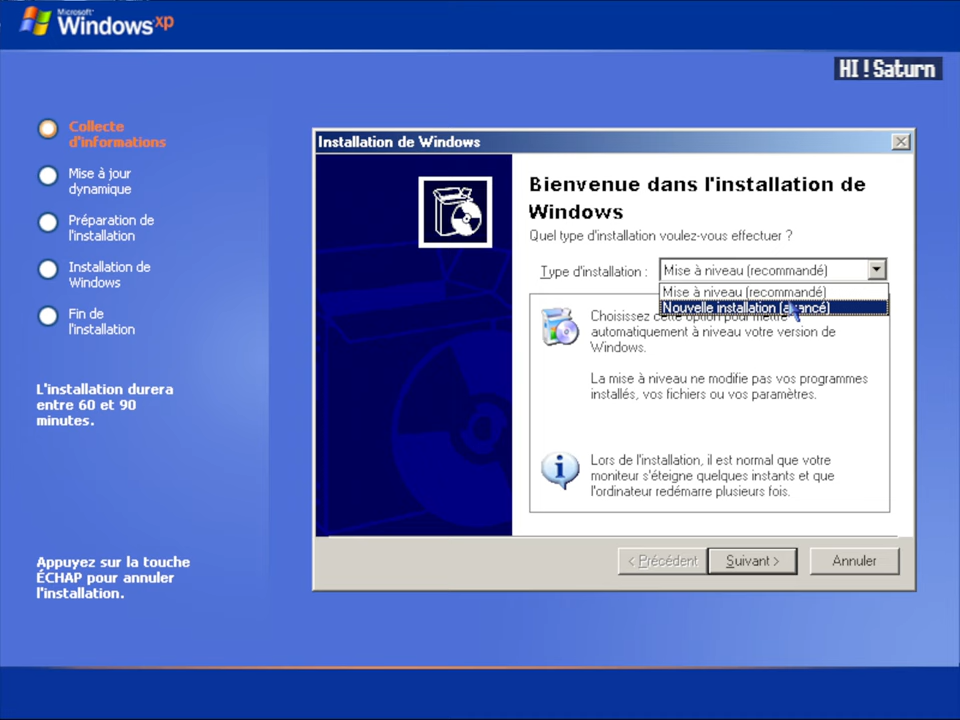 Microsoft
Windows xp
HI!Saturn
Collecte
d'informations
Mise à jour
dynamique
Préparation de
l'installation
Installation de
Windows
Fin de
l'installation
L'installation durera
entre 60 et 90
minutes.
Appuyez sur la touche
ÉCHAP pour annuler
l'installation.
Installation de Windows
Bienvenue dans l'installation de
Windows
Quel type d'installation voulez-vous effectuer ?
Type d'installation : Mise à niveau (recommandé)
Mise à niveau (recommandé)
Nouvelle installation (avancé)
Choisissez cette option pour mettre
automatiquement à niveau votre version de
Windows.
La mise à niveau ne modifie pas vos programmes
installés, vos fichiers ou vos paramètres.
Lors de l'installation, il est normal que votre
moniteur s'éteigne quelques instants et que
l'ordinateur redémarre plusieurs fois.
< Précédent Suivant > Annuler